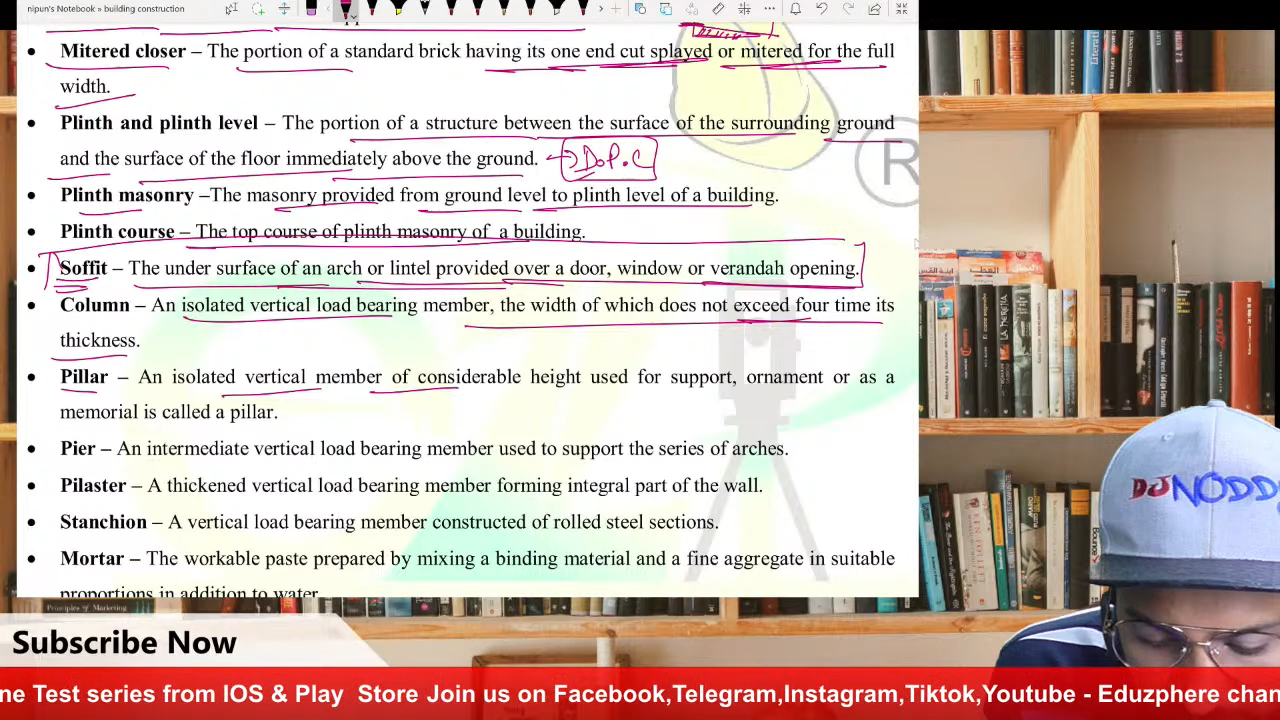 nipun's Notebook » building construction
• Mitered closer – The portion of a standard brick having its one end cut splayed or mitered for the full
width.
• Plinth and plinth level – The portion of a structure between the surface of the surrounding ground
and the surface of the floor immediately above the ground. → D.P.C
R
• Plinth masonry –The masonry provided from ground level to plinth level of a building.
• Plinth course – The top course of plinth masonry of a building.
• Soffit – The under surface of an arch or lintel provided over a door, window or verandah opening.
• Column – An isolated vertical load bearing member, the width of which does not exceed four time its
thickness.
• Pillar – An isolated vertical member of considerable height used for support, ornament or as a
memorial is called a pillar.
• Pier – An intermediate vertical load bearing member used to support the series of arches.
• Pilaster – A thickened vertical load bearing member forming integral part of the wall.
• Stanchion – A vertical load bearing member constructed of rolled steel sections.
• Mortar – The workable paste prepared by mixing a binding material and a fine aggregate in suitable
proportions in addition to water.
DJNODD
Principles of Marketing
Subscribe Now
ne Test series from IOS & Play Store Join us on Facebook,Telegram,Instagram,Tiktok,Youtube - Eduzphere chan